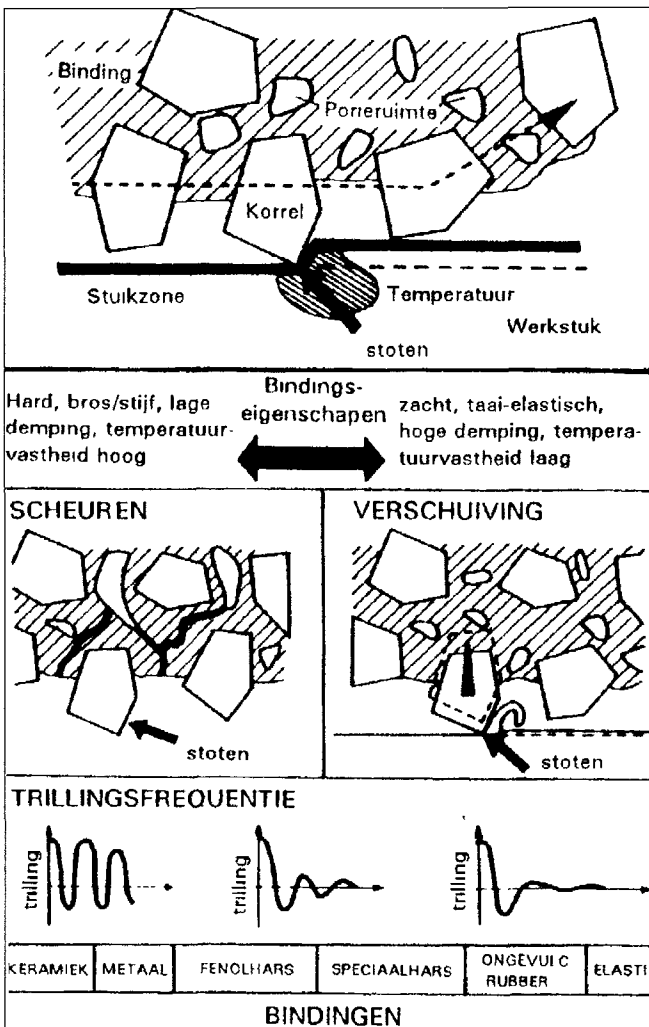 Binding
Porieruimte
Korrel
Stuikzone
Temperatuur
Werkstuk
stoten
Bindings-
eigenschapen
Hard, bros/stijf, lage
demping, temperatuur-
vastheid hoog
zacht, taai-elastisch,
hoge demping, tempera-
tuurvastheid laag
SCHEUREN
stoten
VERSCHUIVING
stoten
TRILLINGSFREQUENTIE
trilling
trilling
trilling
KERAMIEK
METAAL
FENOLHARS
SPECIAALHARS
RUBBER
ELASTI
BINDINGEN